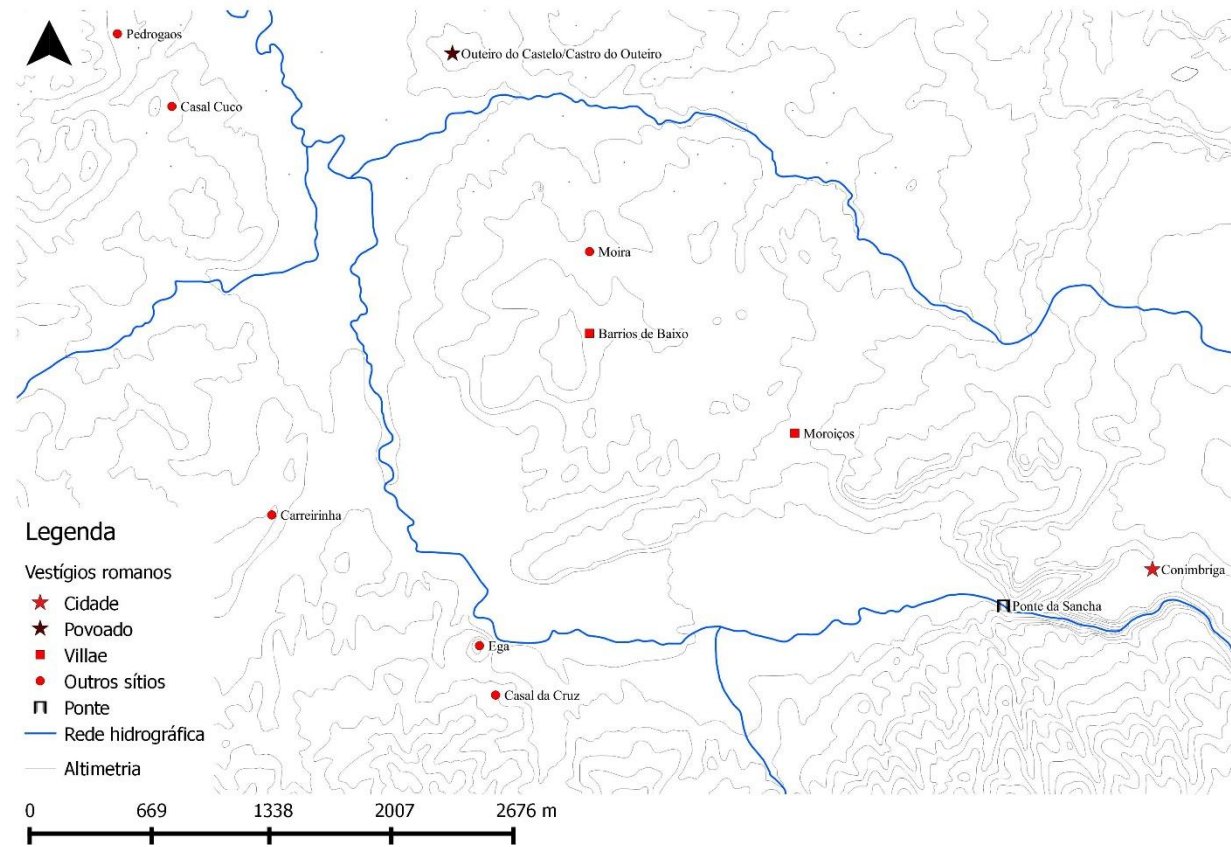 Pedrogaos
Outeiro do Castelo/Castro do Outeiro
Casal Cuco
Moira
Barrios de Baixo
Moroiços
Carreirinha
Conimbriga
Ponte da Sancha
Ega
Casal da Cruz
Legenda
Vestígios romanos
Cidade
Povoado
Villae
Outros sítios
Ponte
Rede hidrográfica
Altimetria
0 669 1338 2007 2676 m